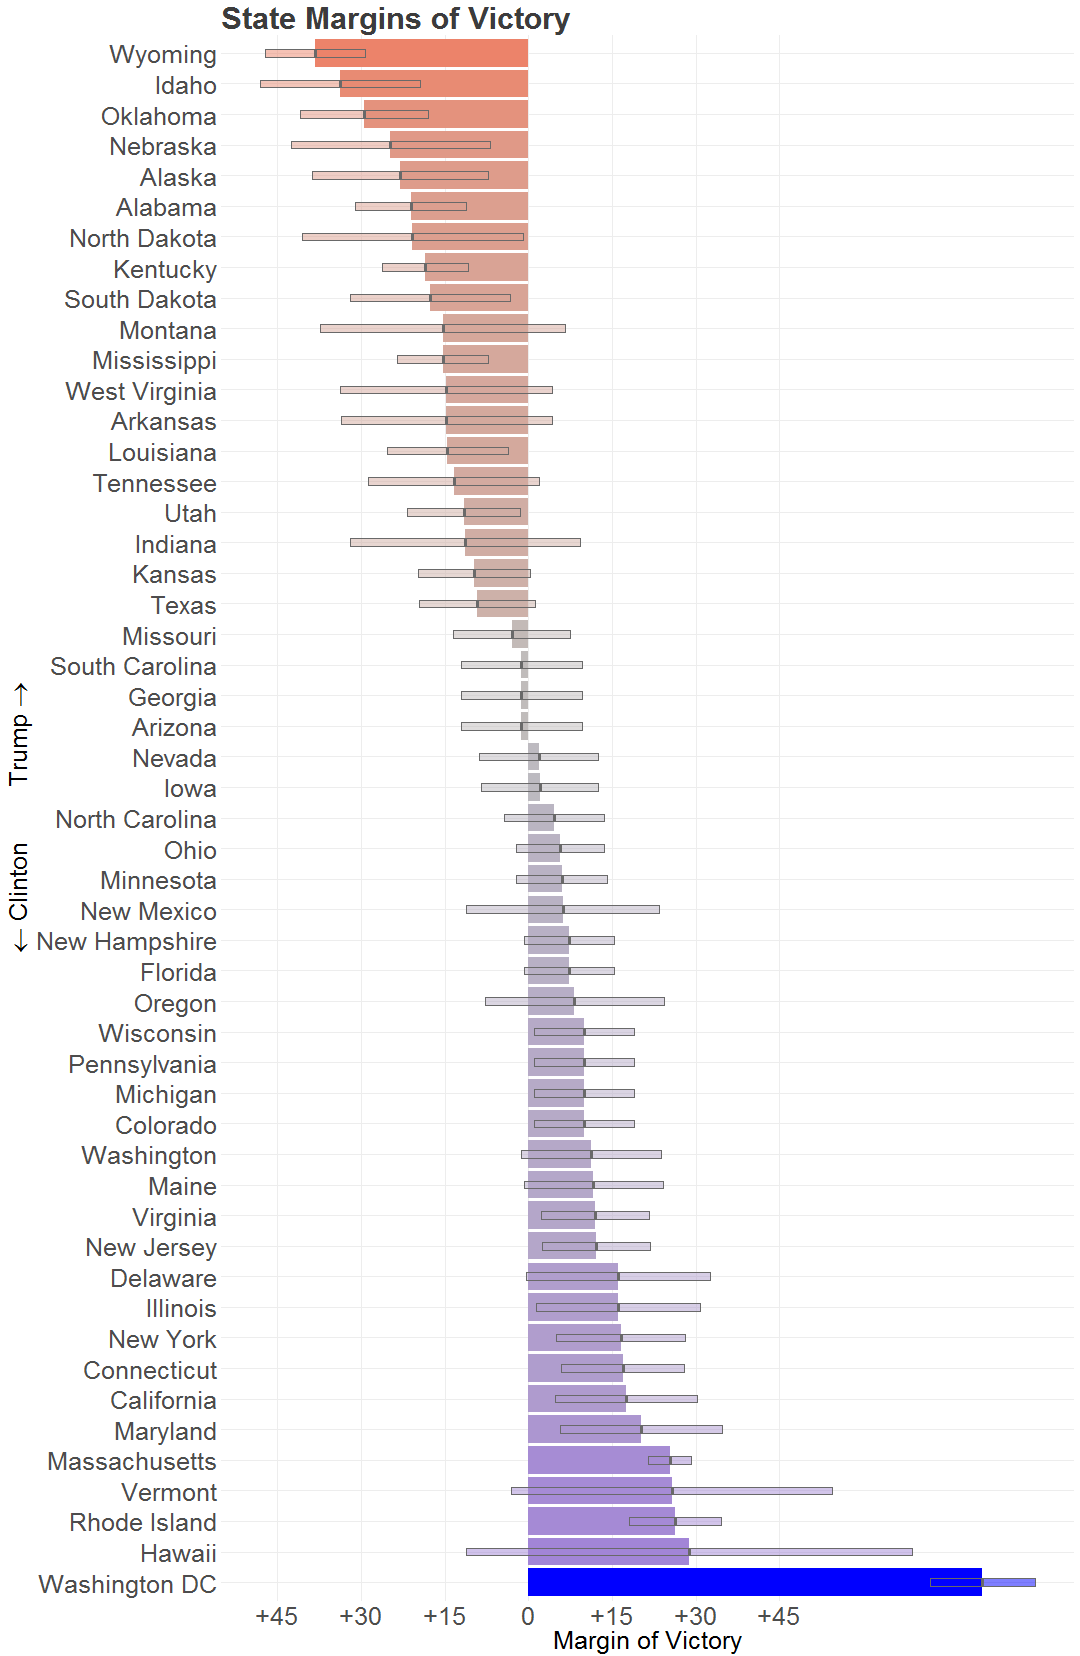 State Margins of Victory
Wyoming
Idaho
Oklahoma
Nebraska
Alaska
Alabama
North Dakota
Kentucky
South Dakota
Montana
Mississippi
West Virginia
Arkansas
Louisiana
Tennessee
Utah
Indiana
Kansas
Texas
Missouri
South Carolina
Georgia
Arizona
Nevada
Iowa
North Carolina
Ohio
Minnesota
New Mexico
New Hampshire
Florida
Oregon
Wisconsin
Pennsylvania
Michigan
Colorado
Washington
Maine
Virginia
New Jersey
Delaware
Illinois
New York
Connecticut
California
Maryland
Massachusetts
Vermont
Rhode Island
Hawaii
Washington DC
← Clinton Trump →
+45 +30 +15 0 +15 +30 +45
Margin of Victory